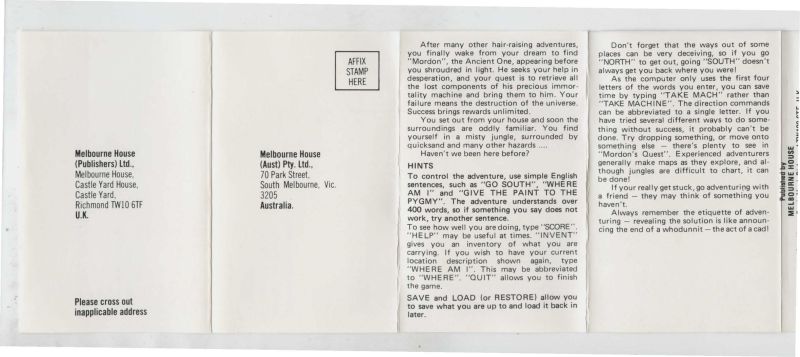 Melbourne House
(Publishers) Ltd.,
Melbourne House,
Castle Yard House,
Castle Yard,
Richmond TW10 6TF
U.K.
Please cross out
inapplicable address
AFFIX
STAMP
HERE
Melbourne House
(Aust) Pty. Ltd.,
70 Park Street,
South Melbourne, Vic.
3205
Australia.
After many other hair-raising adventures,
you finally wake from your dream to find
"Mordon", the Ancient One, appearing before
you shroudred in light. He seeks your help in
desperation, and your quest is to retrieve all
the lost components of his precious immor-
tality machine and bring them to him. Your
failure means the destruction of the universe.
Success brings rewards unlimited.
You set out from your house and soon the
surroundings are oddly familiar. You find
yourself in a misty jungle, surrounded by
quicksand and many other hazards ....
Haven't we been here before?
HINTS
To control the adventure, use simple English
sentences, such as "GO SOUTH", "WHERE
AM I" and "GIVE THE PAINT TO THE
PYGMY". The adventure understands over
400 words, so if something you say does not
work, try another sentence.
To see how well you are doing, type "SCORE".
"HELP" may be useful at times. "INVENT"
gives you an inventory of what you are
carrying. If you wish to have your current
location description shown again, type
"WHERE AM I". This may be abbreviated
to "WHERE". "QUIT" allows you to finish
the game.
SAVE and LOAD (or RESTORE) allow you
to save what you are up to and load it back in
later.
Don't forget that the ways out of some
places can be very deceiving, so if you go
"NORTH" to get out, going "SOUTH" doesn't
always get you back where you were!
As the computer only uses the first four
letters of the words you enter, you can save
time by typing "TAKE MACH" rather than
"TAKE MACHINE". The direction commands
can be abbreviated to a single letter. If you
have tried several different ways to do some-
thing without success, it probably can't be
done. Try dropping something, or move onto
something else — there's plenty to see in
"Mordon's Quest". Experienced adventurers
generally make maps as they explore, and al-
though jungles are difficult to chart, it can
be done!
If your really get stuck, go adventuring with
a friend — they may think of something you
haven't.
Always remember the etiquette of adven-
turing — revealing the solution is like announ-
cing the end of a whodunnit — the act of a cad!
Published by
MELBOURNE HOUSE